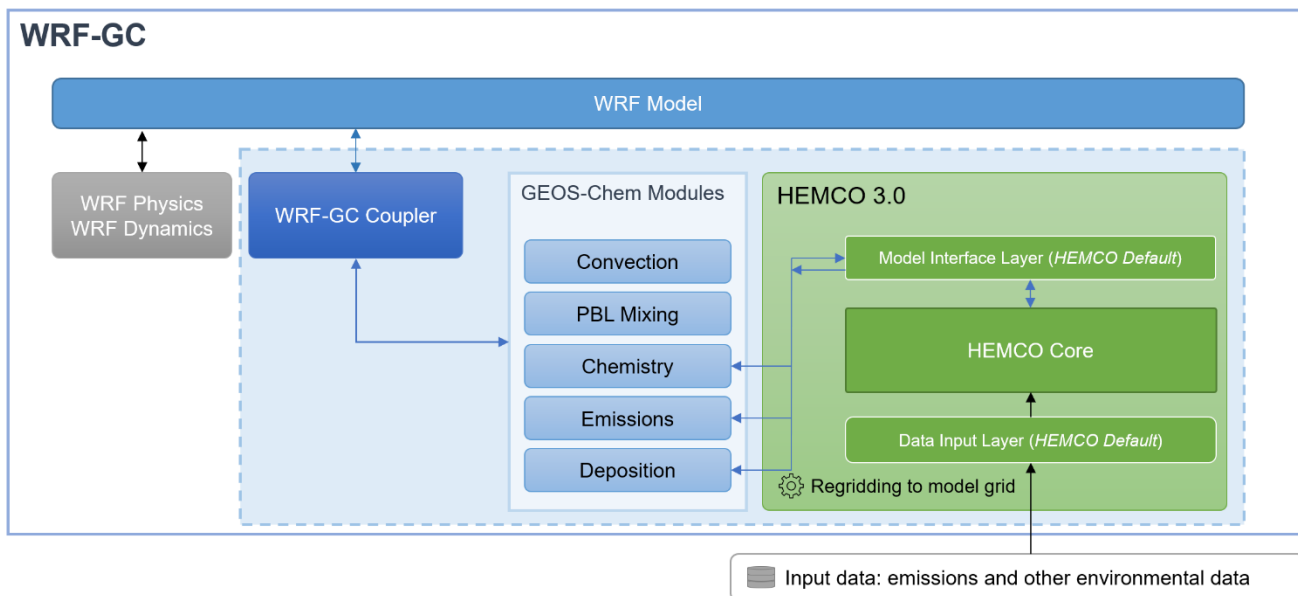 WRF-GC
WRF Model
WRF Physics
WRF Dynamics
WRF-GC Coupler
GEOS-Chem Modules
Convection
PBL Mixing
Chemistry
Emissions
Deposition
HEMCO 3.0
Model Interface Layer (HEMCO Default)
HEMCO Core
Data Input Layer (HEMCO Default)
Regridding to model grid
Input data: emissions and other environmental data